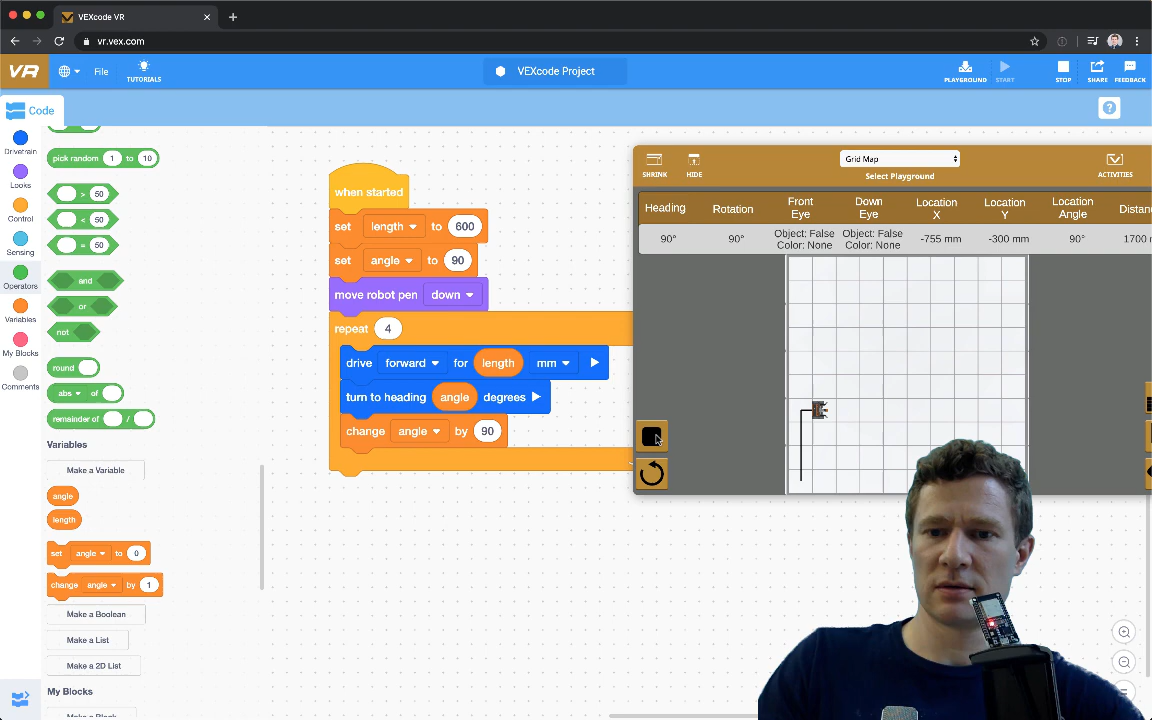 VEXcode VR
vr.vex.com
VR
File
TUTORIALS
VEXcode Project
PLAYGROUND
START
STOP
SHARE
FEEDBACK
Code
Drivetrain
Looks
Control
Sensing
Operators
Variables
My Blocks
Comments
pick random 1 to 10
> 50
< 50
= 50
and
or
not
round
abs of
remainder of /
Variables
Make a Variable
angle
length
set angle to 0
change angle by 1
Make a Boolean
Make a List
Make a 2D List
My Blocks
when started
set length to 600
set angle to 90
move robot pen down
repeat 4
drive forward for length mm
turn to heading angle degrees
change angle by 90
SHRINK
HIDE
Grid Map
Select Playground
ACTIVITIES
Heading
Rotation
Front Eye
Down Eye
Location X
Location Y
Location Angle
90°
90°
Object: False
Color: None
Object: False
Color: None
-755 mm
-300 mm
90°